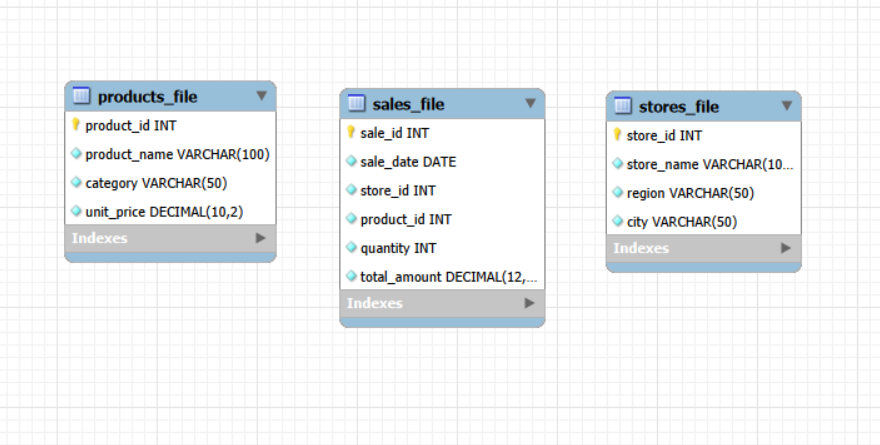 products_file
product_id INT
product_name VARCHAR(100)
category VARCHAR(50)
unit_price DECIMAL(10,2)
Indexes
sales_file
sale_id INT
sale_date DATE
store_id INT
product_id INT
quantity INT
total_amount DECIMAL(12,...
Indexes
stores_file
store_id INT
store_name VARCHAR(10...
region VARCHAR(50)
city VARCHAR(50)
Indexes